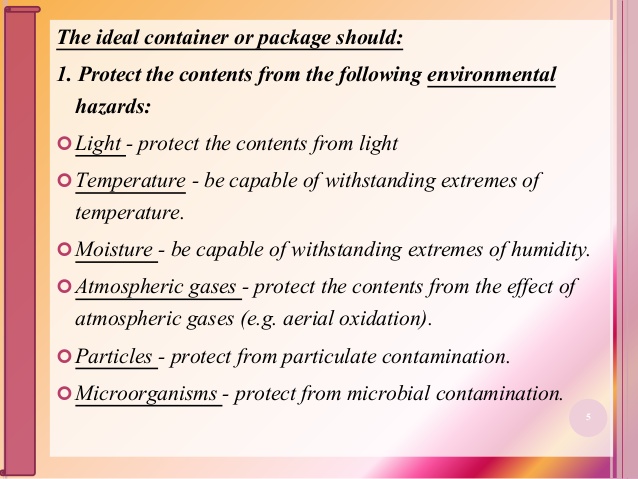 The ideal container or package should:
1. Protect the contents from the following environmental
hazards:
Light - protect the contents from light
Temperature - be capable of withstanding extremes of
temperature.
Moisture - be capable of withstanding extremes of humidity.
Atmospheric gases - protect the contents from the effect of
atmospheric gases (e.g. aerial oxidation).
Particles - protect from particulate contamination.
Microorganisms - protect from microbial contamination.
5